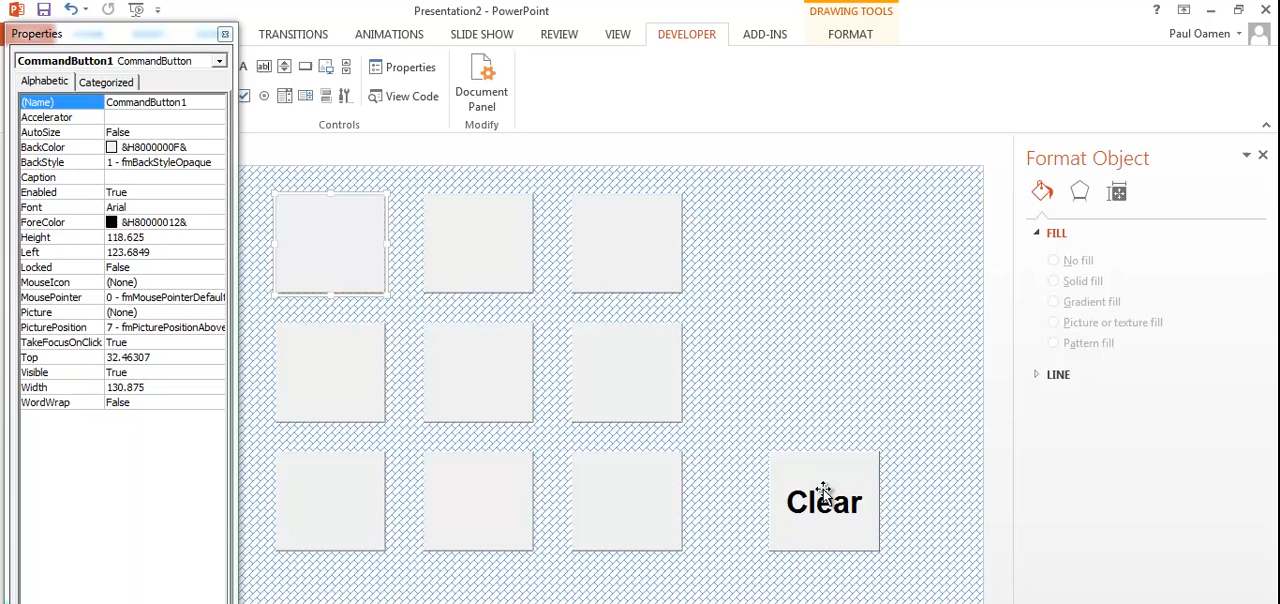 Presentation2 - PowerPoint
DRAWING TOOLS
?
Properties
TRANSITIONS
ANIMATIONS
SLIDE SHOW
REVIEW
VIEW
DEVELOPER
ADD-INS
FORMAT
Paul Oamen
CommandButton1 CommandButton
Alphabetic
Categorized
A
ab
Properties
View Code
Document
Panel
Controls
Modify
(Name) CommandButton1
Accelerator
AutoSize False
BackColor &H8000000F&
BackStyle 1 - fmBackStyleOpaque
Caption
Enabled True
Font Arial
ForeColor &H80000012&
Height 118.625
Left 123.6849
Locked False
MouseIcon (None)
MousePointer 0 - fmMousePointerDefault
Picture (None)
PicturePosition 7 - fmPicturePositionAbove
TakeFocusOnClick True
Top 32.46307
Visible True
Width 130.875
WordWrap False
Clear
Format Object
FILL
No fill
Solid fill
Gradient fill
Picture or texture fill
Pattern fill
LINE